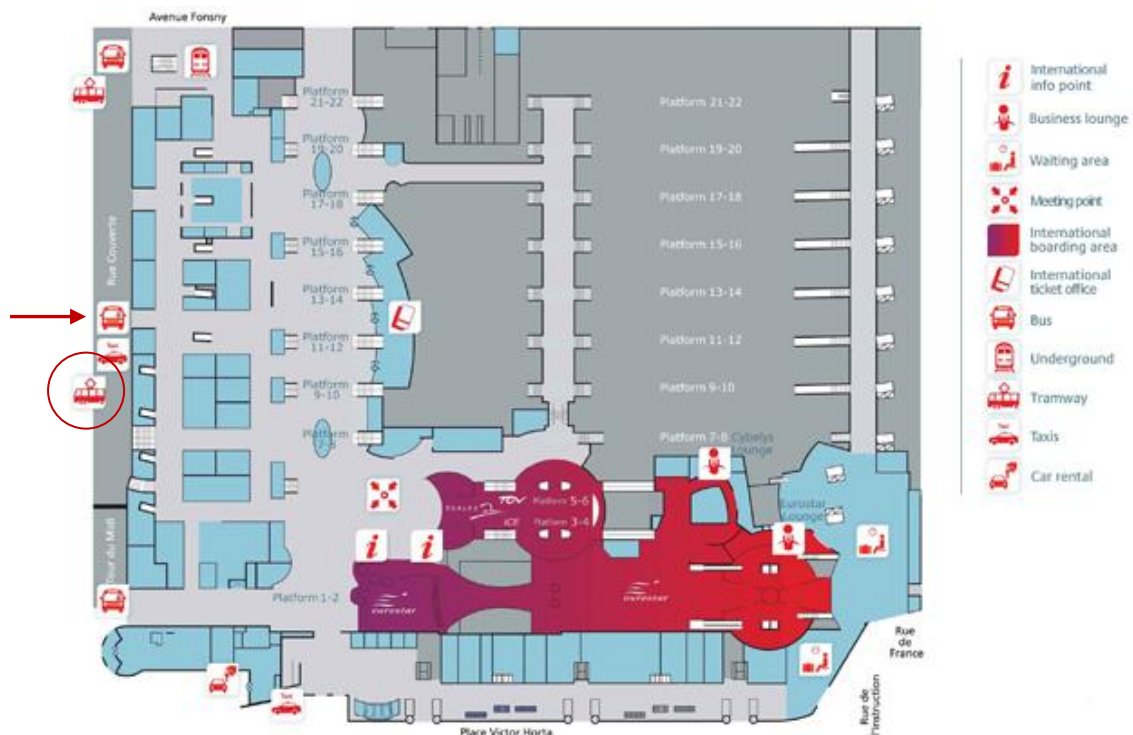 Avenue Fonsny
Platform
21-22
Platform 21-22
Platform
19-20
Platform 19-20
Platform
17-18
Platform 17-18
Rue Couverte
Platform
15-16
Platform 15-16
Platform
13-14
Platform 13-14
Taxi
Platform
11-12
Platform 11-12
Platform
9-10
Platform 9-10
Platform
7-8
Platform 7-8
Cybelys
Lounge
THALYS
TGV
Platform 5-6
ICE
Platform 3-4
Eurostar
Lounge
Tour du Midi
Platform 1-2
eurostar
eurostar
Rue
de
France
Rue de
l'instruction
Taxi
Place Victor Horta
International
info point
Business lounge
Waiting area
Meeting point
International
boarding area
International
ticket office
Bus
Underground
Tramway
Taxi
Taxis
Car rental